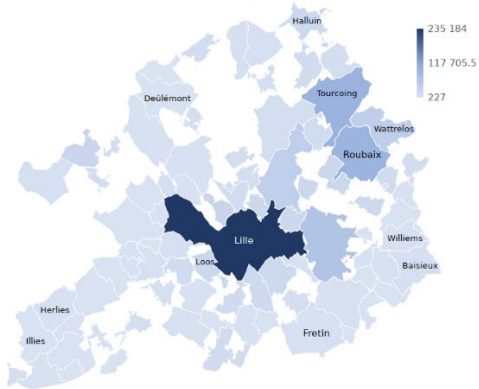 Halluin
235 184
117 705.5
227
Tourcoing
Deûlémont
Wattrelos
Roubaix
Lille
Williems
Loos
Baisieux
Herlies
Fretin
Illies